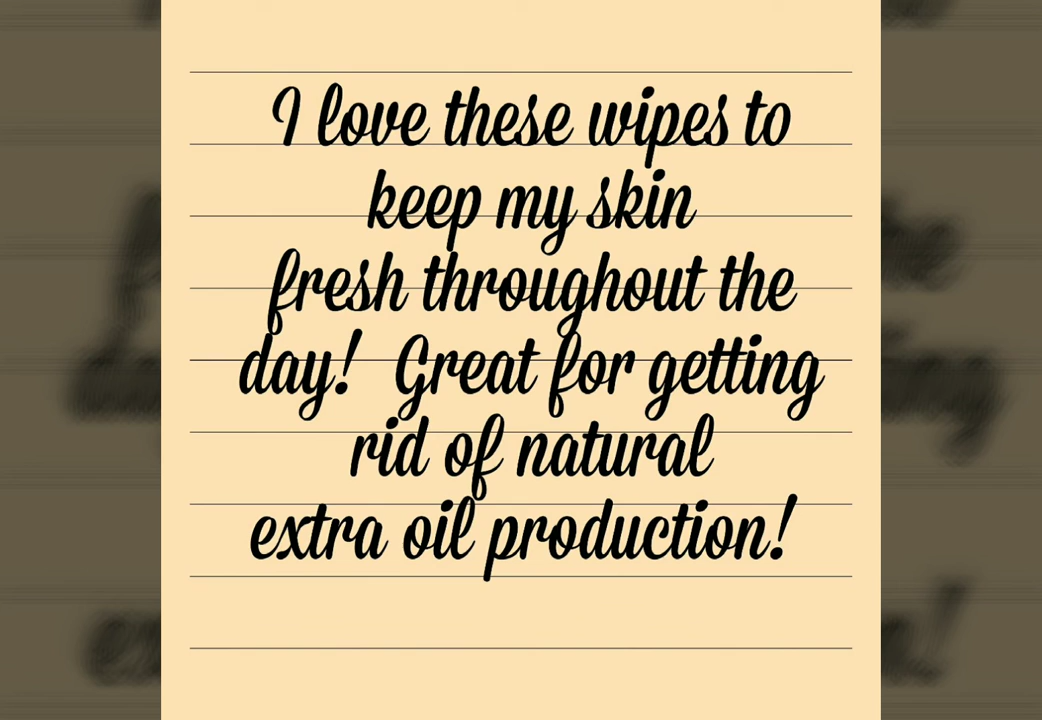 I love these wipes to
keep my skin
fresh throughout the
day! Great for getting
rid of natural
extra oil production!